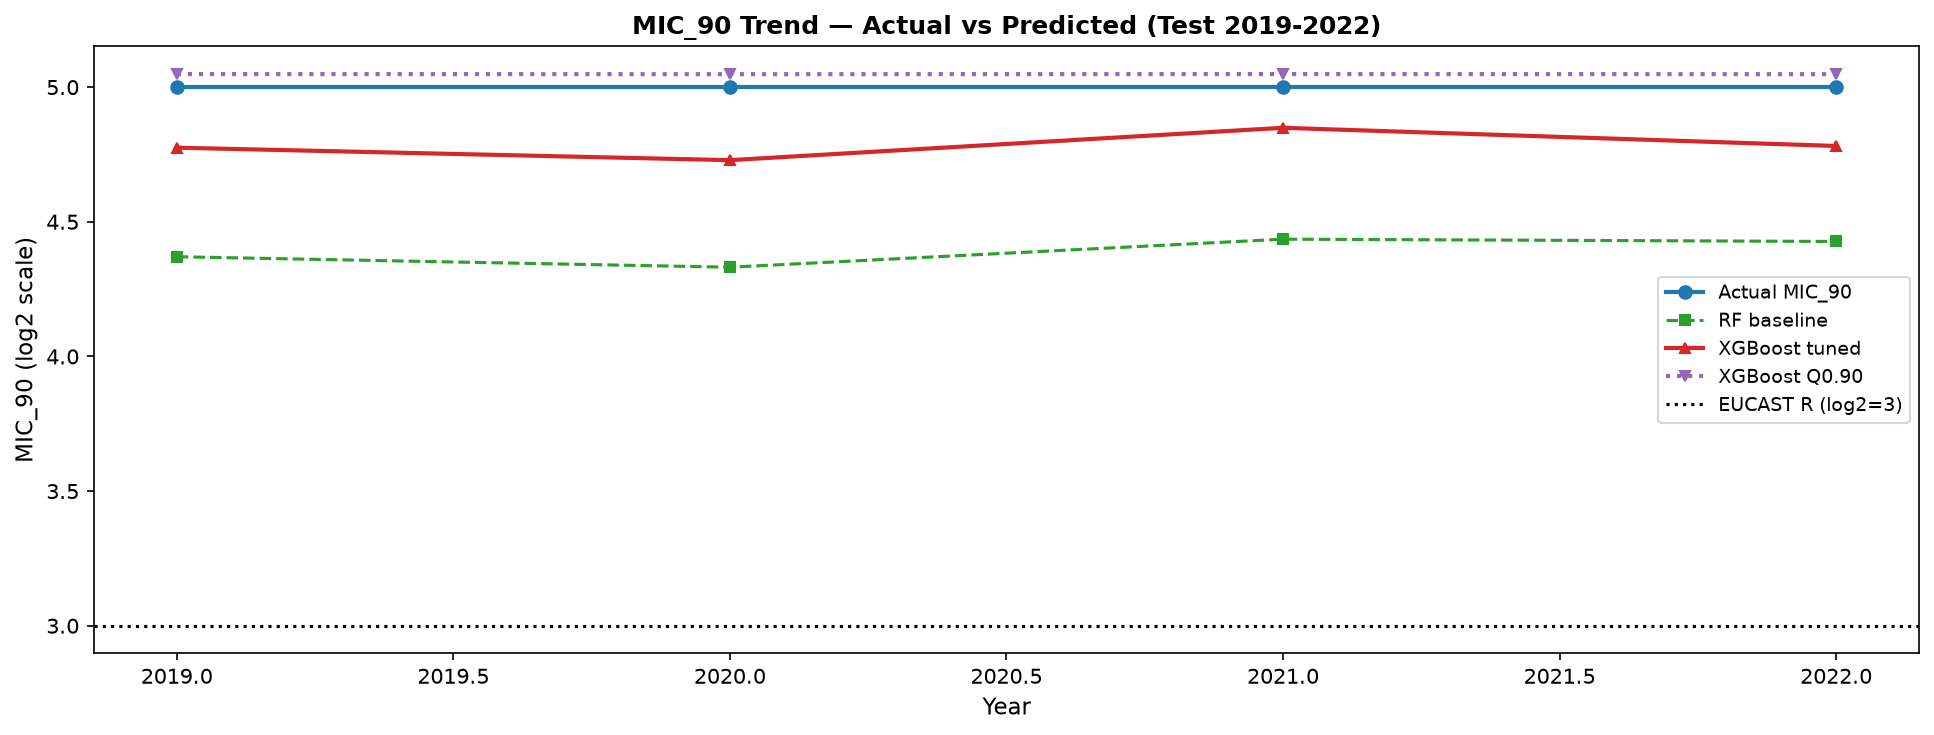 MIC_90 Trend — Actual vs Predicted (Test 2019-2022)
MIC_90 (log2 scale)
5.0
4.5
4.0
3.5
3.0
Actual MIC_90
RF baseline
XGBoost tuned
XGBoost Q0.90
EUCAST R (log2=3)
2019.0 2019.5 2020.0 2020.5 2021.0 2021.5 2022.0
Year